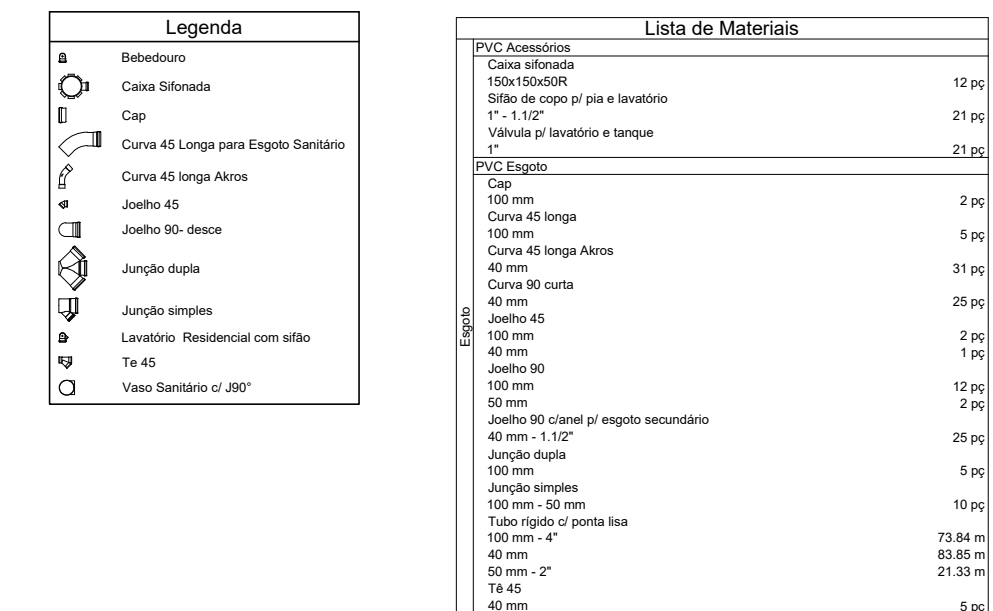 Legenda
Bebedouro
Caixa Sifonada
Cap
Curva 45 Longa para Esgoto Sanitário
Curva 45 longa Akros
Joelho 45
Joelho 90- desce
Junção dupla
Junção simples
Lavatório Residencial com sifão
Te 45
Vaso Sanitário c/ J90°
Lista de Materiais
Esgoto
PVC Acessórios
Caixa sifonada
150x150x50R 12 pç
Sifão de copo p/ pia e lavatório
1" - 1.1/2" 21 pç
Válvula p/ lavatório e tanque
1" 21 pç
PVC Esgoto
Cap
100 mm 2 pç
Curva 45 longa
100 mm 5 pç
Curva 45 longa Akros
40 mm 31 pç
Curva 90 curta
40 mm 25 pç
Joelho 45
100 mm 2 pç
40 mm 1 pç
Joelho 90
100 mm 12 pç
50 mm 2 pç
Joelho 90 c/anel p/ esgoto secundário
40 mm - 1.1/2" 25 pç
Junção dupla
100 mm 5 pç
Junção simples
100 mm - 50 mm 10 pç
Tubo rígido c/ ponta lisa
100 mm - 4" 73.84 m
40 mm 83.85 m
50 mm - 2" 21.33 m
Tê 45
40 mm 5 pç